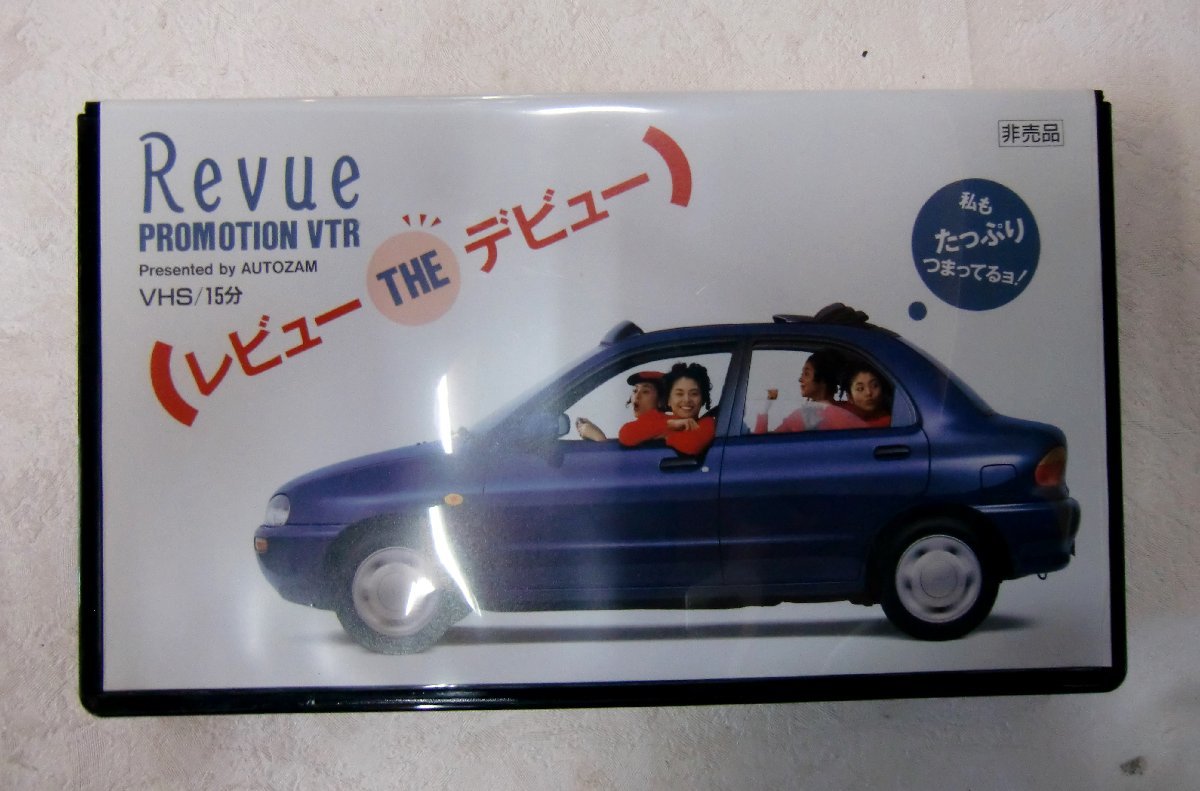 Revue
PROMOTION VTR
Presented by AUTOZAM
VHS/15分
(レビュー THE デビュー)
非売品
私も
たっぷり
つまってるョ!